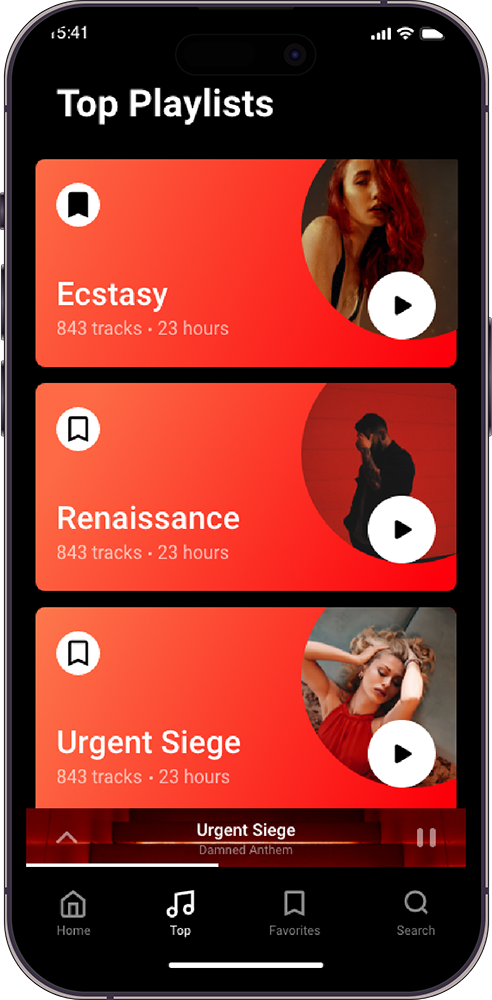 15:41
Top Playlists
Ecstasy
843 tracks • 23 hours
Renaissance
843 tracks • 23 hours
Urgent Siege
843 tracks • 23 hours
Urgent Siege
Damned Anthem
Home Top Favorites Search